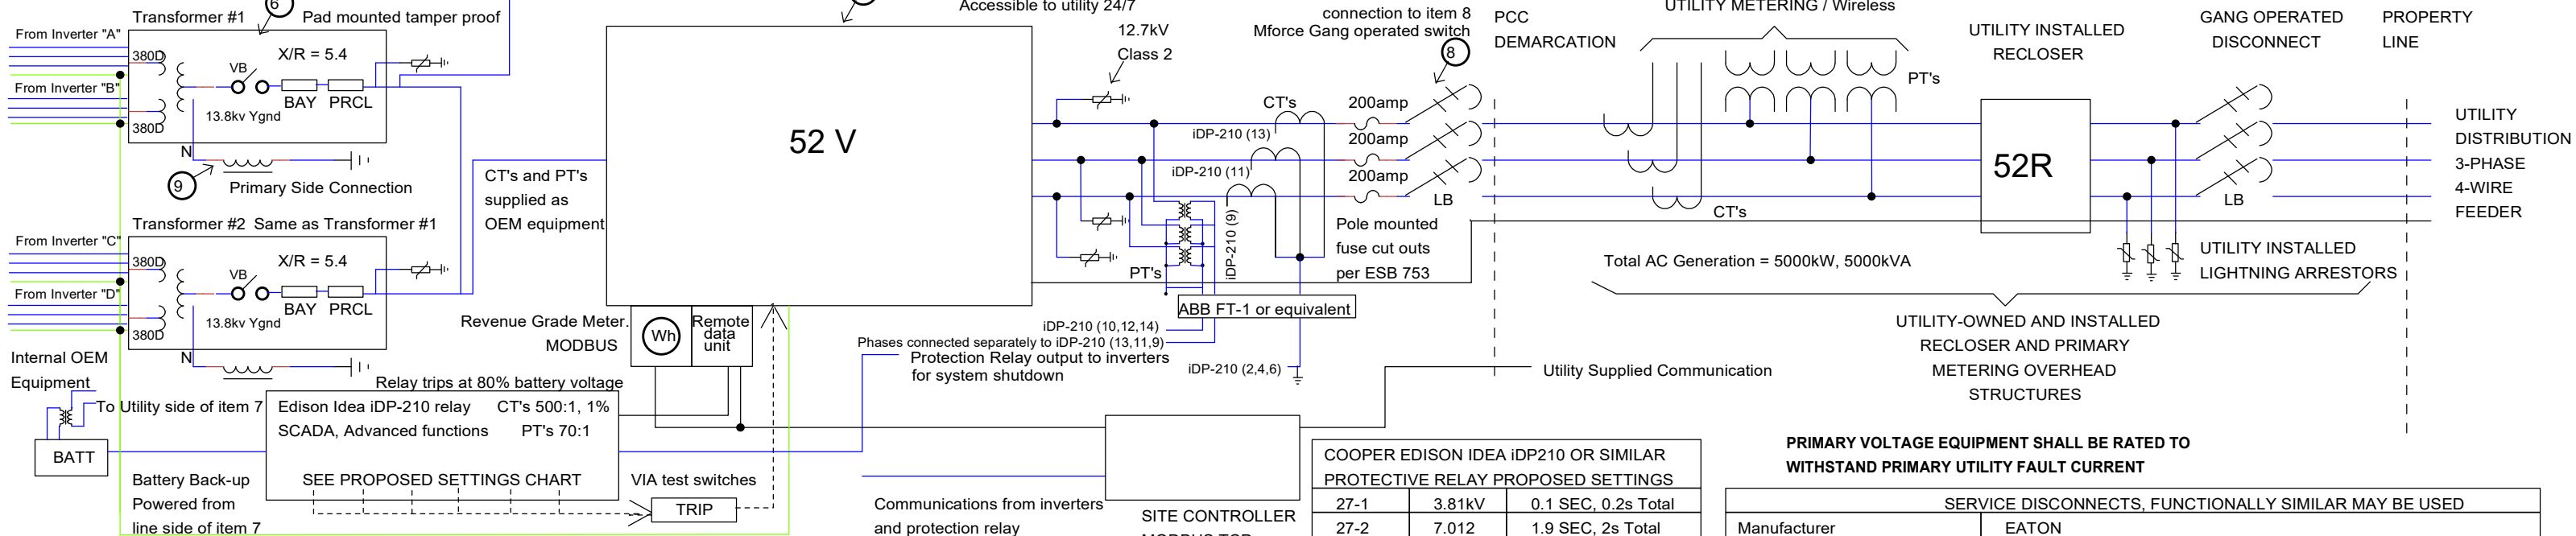 Transformer #1
6
Pad mounted tamper proof
From Inverter "A"
380D
X/R = 5.4
VB
From Inverter "B"
BAY
PRCL
13.8kv Ygnd
380D
N
9
Primary Side Connection
Transformer #2 Same as Transformer #1
From Inverter "C"
380D
X/R = 5.4
VB
From Inverter "D"
BAY
PRCL
13.8kv Ygnd
380D
N
Internal OEM
Equipment
To Utility side of item 7
BATT
Battery Back-up
Powered from
line side of item 7
Relay trips at 80% battery voltage
Edison Idea iDP-210 relay CT's 500:1, 1%
SCADA, Advanced functions PT's 70:1
SEE PROPOSED SETTINGS CHART
VIA test switches
TRIP
CT's and PT's
supplied as
OEM equipment
52 V
Revenue Grade Meter.
MODBUS
Wh
Remote
data
unit
Accessible to utility 24/7
12.7kV
Class 2
connection to item 8
Mforce Gang operated switch
8
CT's
200amp
iDP-210 (13)
200amp
iDP-210 (11)
200amp
iDP-210 (9)
LB
PT's
Pole mounted
fuse cut outs
per ESB 753
ABB FT-1 or equivalent
iDP-210 (10,12,14)
Phases connected separately to iDP-210 (13,11,9)
Protection Relay output to inverters
for system shutdown
iDP-210 (2,4,6)
Communications from inverters
and protection relay
SITE CONTROLLER
MODBUS TCP
PCC
DEMARCATION
UTILITY METERING / Wireless
PT's
CT's
Total AC Generation = 5000kW, 5000kVA
Utility Supplied Communication
UTILITY INSTALLED
RECLOSER
52R
GANG OPERATED
DISCONNECT
LB
PROPERTY
LINE
UTILITY
DISTRIBUTION
3-PHASE
4-WIRE
FEEDER
UTILITY INSTALLED
LIGHTNING ARRESTORS
UTILITY-OWNED AND INSTALLED
RECLOSER AND PRIMARY
METERING OVERHEAD
STRUCTURES
COOPER EDISON IDEA iDP210 OR SIMILAR
PROTECTIVE RELAY PROPOSED SETTINGS
27-1 3.81kV 0.1 SEC, 0.2s Total
27-2 7.012 1.9 SEC, 2s Total
PRIMARY VOLTAGE EQUIPMENT SHALL BE RATED TO
WITHSTAND PRIMARY UTILITY FAULT CURRENT
SERVICE DISCONNECTS, FUNCTIONALLY SIMILAR MAY BE USED
Manufacturer EATON